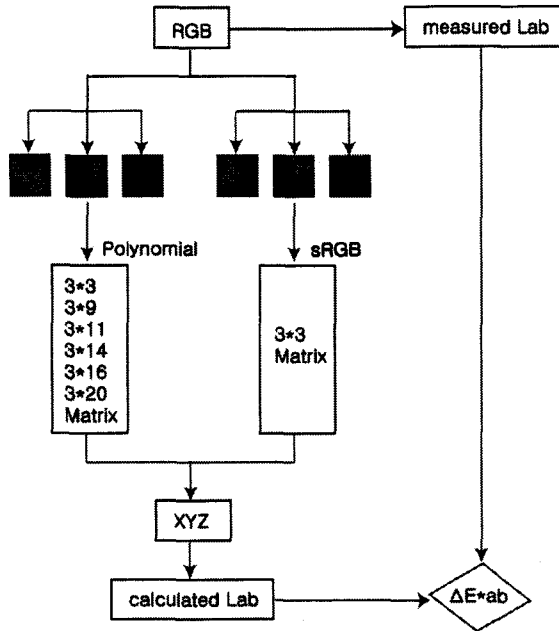 RGB
measured Lab
Polynomial
sRGB
3*3
3*9
3*11
3*14
3*16
3*20
Matrix
3*3
Matrix
XYZ
calculated Lab
ΔE*ab